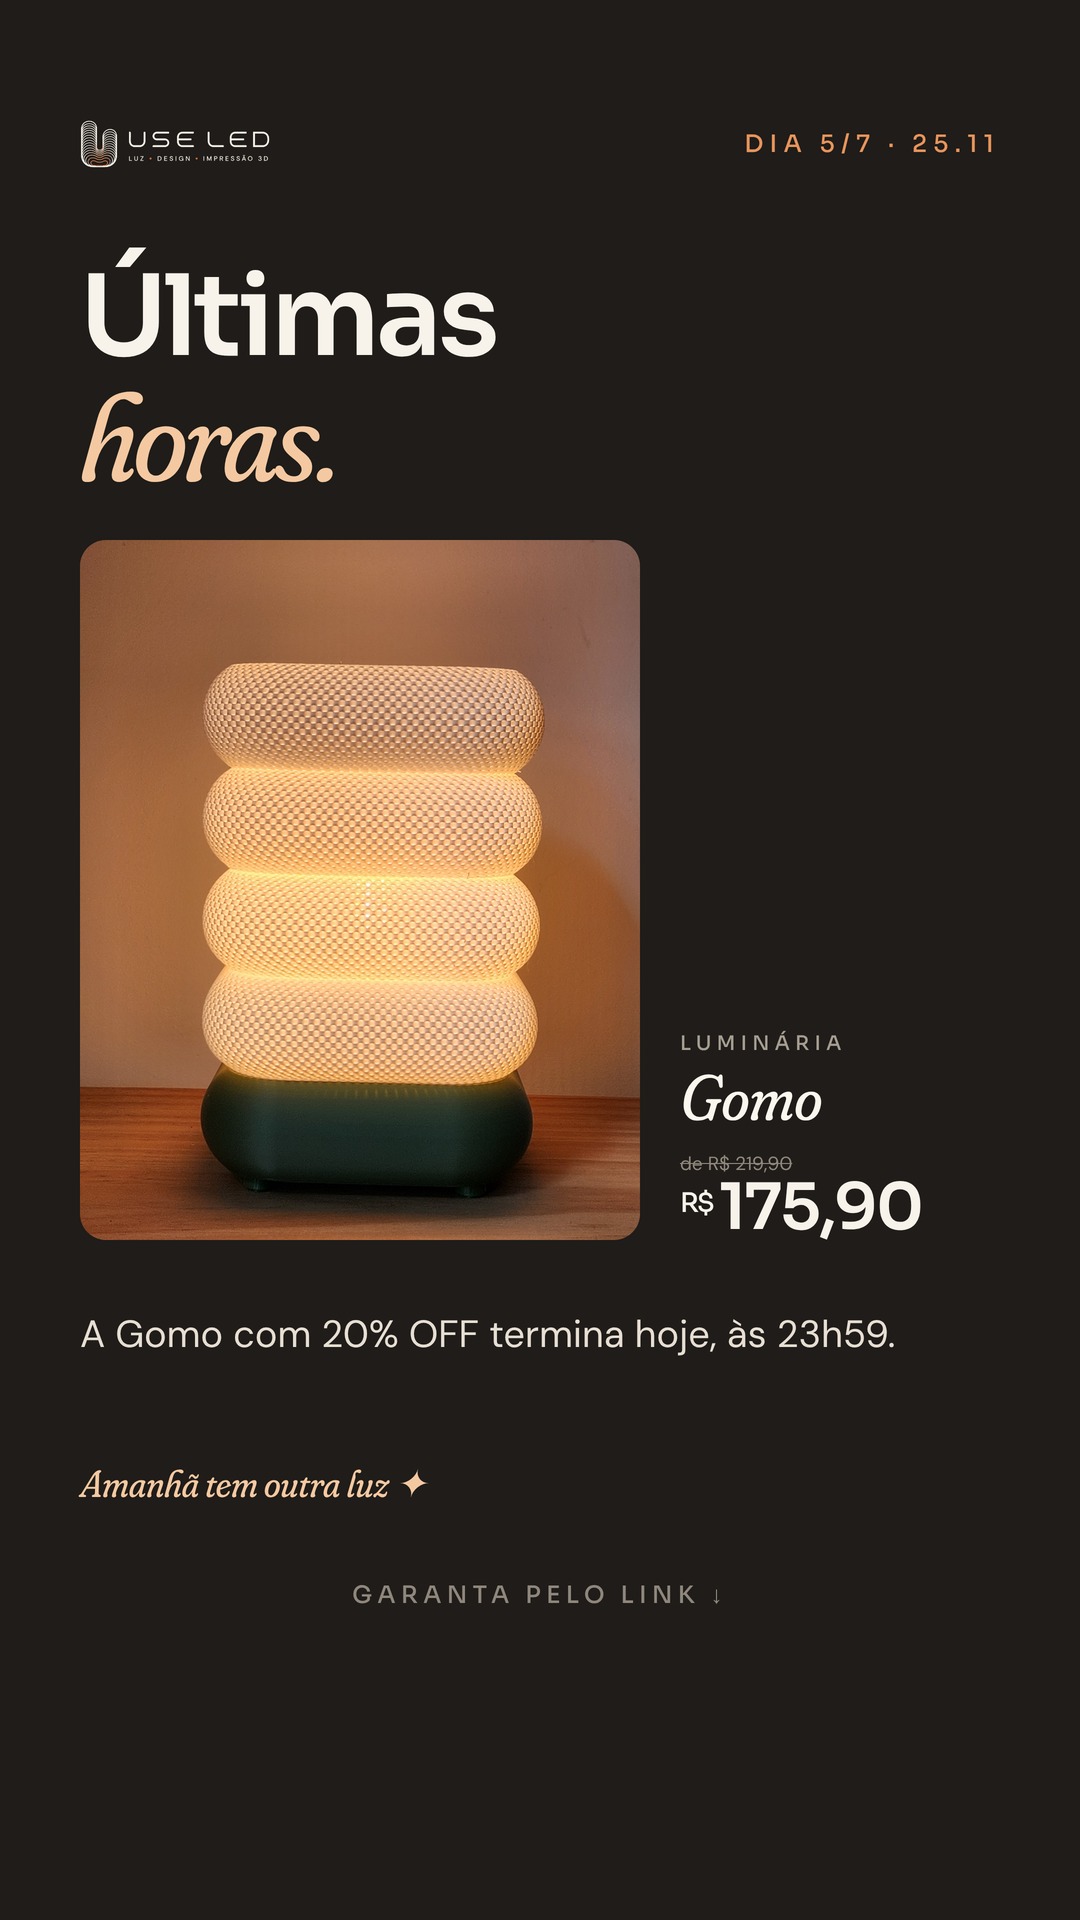 USE LED
LUZ • DESIGN • IMPRESSÃO 3D
DIA 5/7 · 25.11
Últimas
horas.
LUMINÁRIA
Gomo
de R$ 219,90
R$ 175,90
A Gomo com 20% OFF termina hoje, às 23h59.
Amanhã tem outra luz ✦
GARANTA PELO LINK ↓